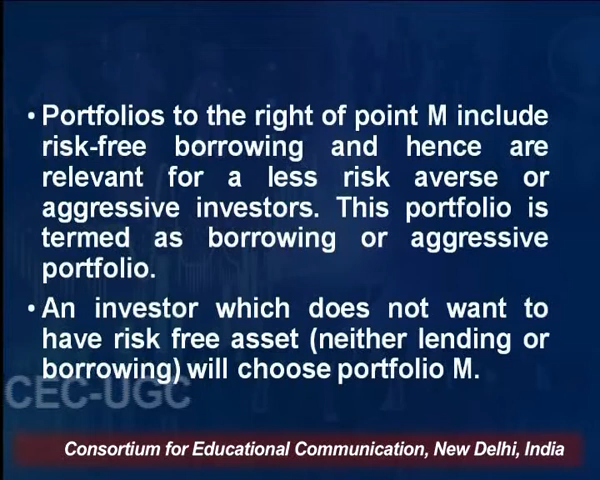 • Portfolios to the right of point M include
risk-free borrowing and hence are
relevant for a less risk averse or
aggressive investors. This portfolio is
termed as borrowing or aggressive
portfolio.
• An investor which does not want to
have risk free asset (neither lending or
borrowing) will choose portfolio M.
CEC-UGC
Consortium for Educational Communication, New Delhi, India